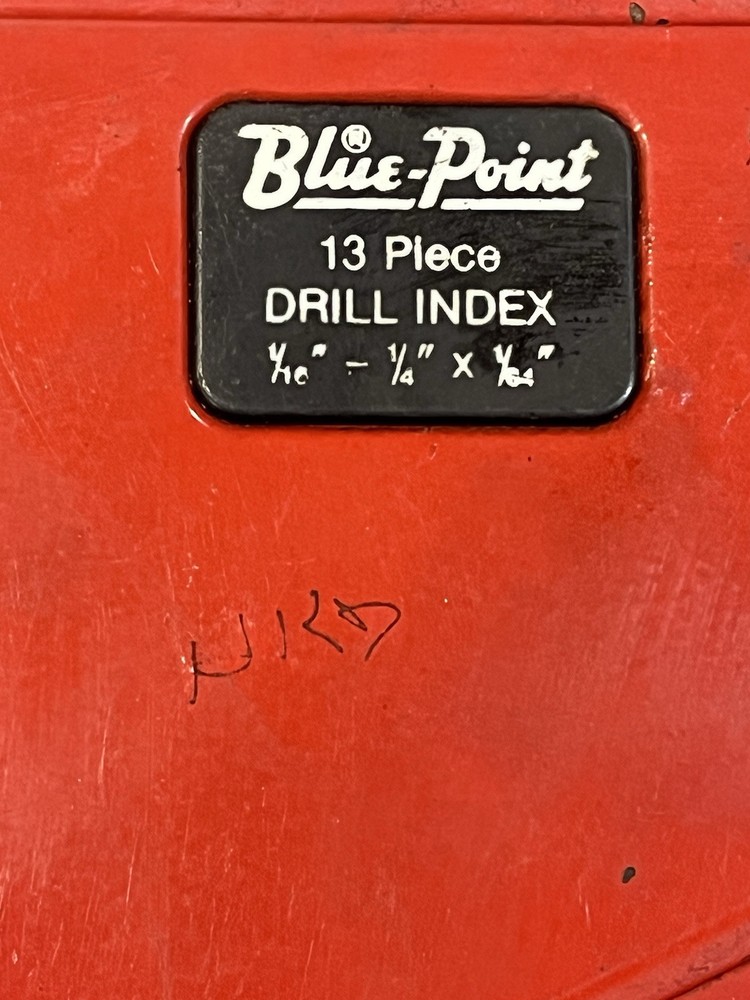 Blue-Point®
13 Piece
DRILL INDEX
1/16" - 1/4" x 1/64"